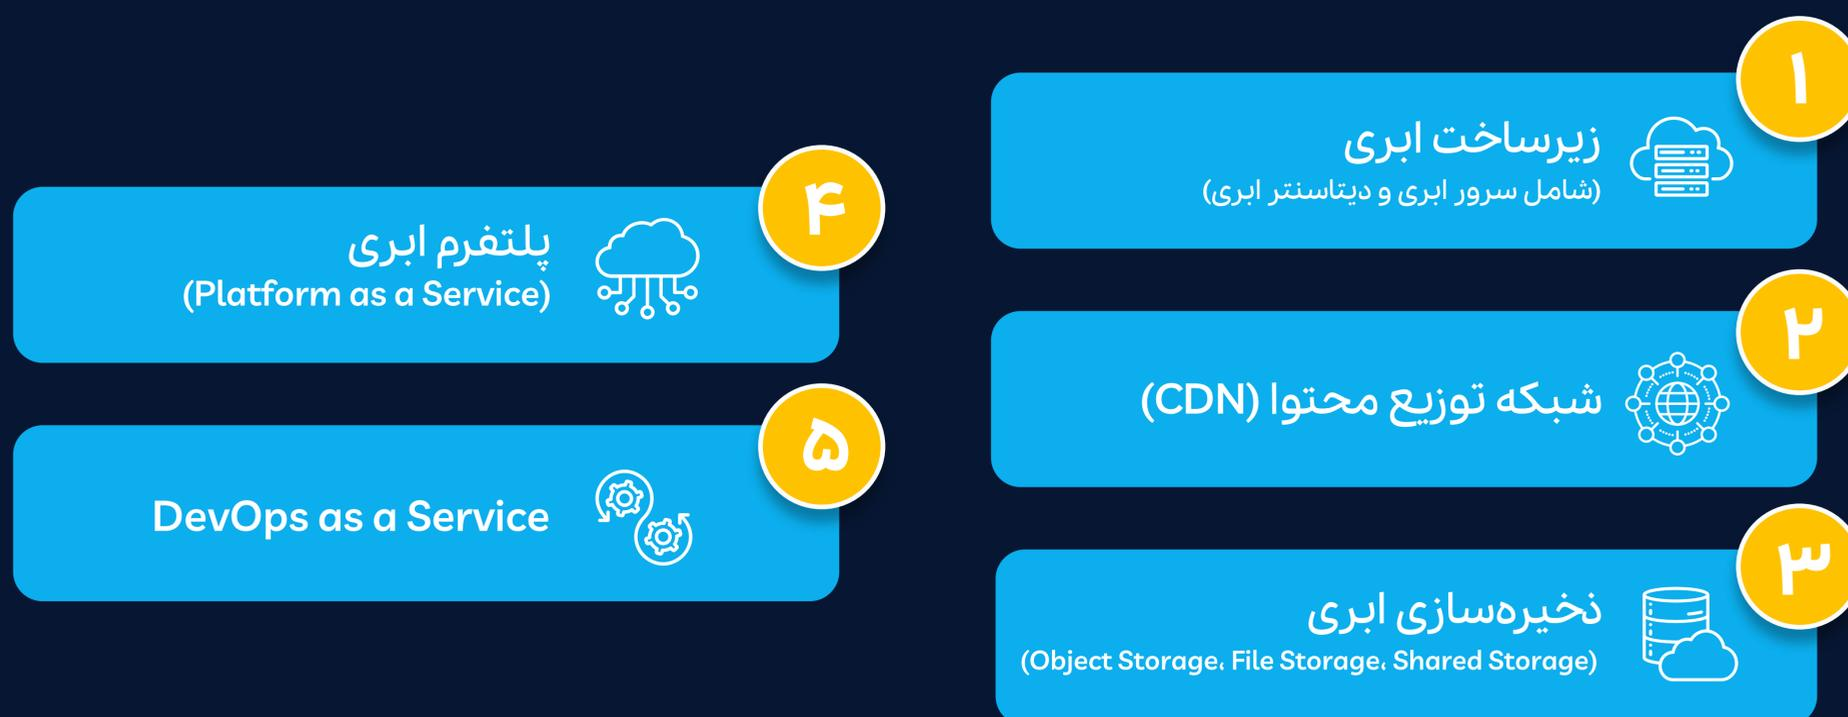 ۱
زیرساخت ابری
(شامل سرور ابری و دیتاسنتر ابری)
۲
شبکه توزیع محتوا (CDN)
۳
ذخیره‌سازی ابری
(Object Storage، File Storage، Shared Storage)
۴
پلتفرم ابری
(Platform as a Service)
۵
DevOps as a Service